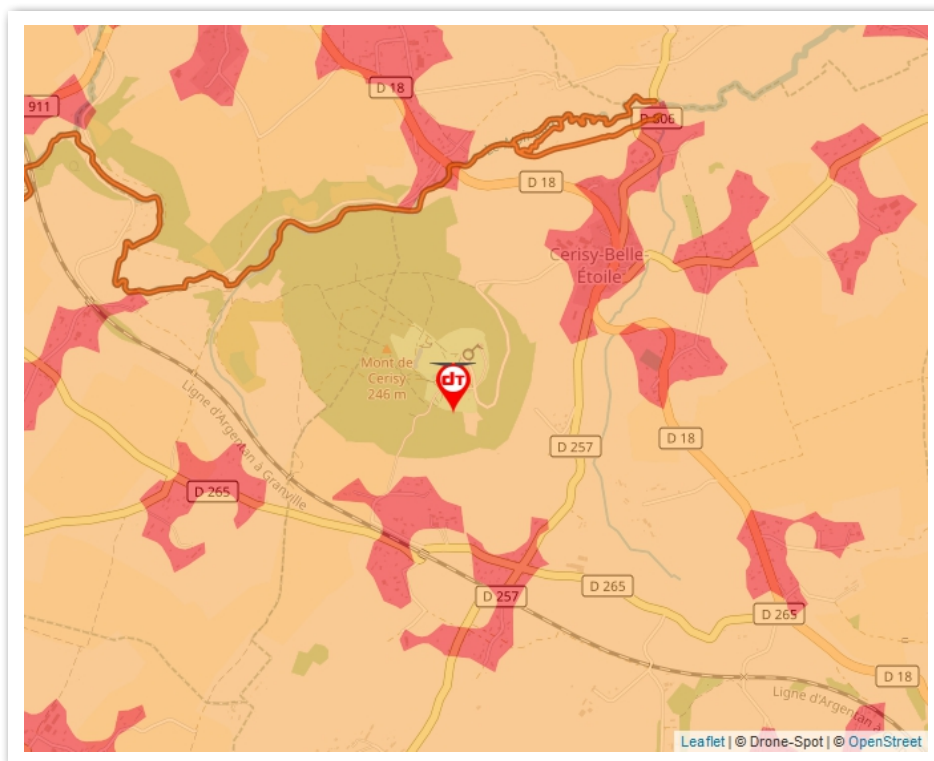 911
D 18
D 306
D 18
Cerisy-Belle-
Étoile
Mont de
Cerisy
246 m
dT
Ligne d'Argentan à Granville
D 257
D 18
D 265
D 257
D 265
D 265
D 18
Ligne d'Argentan à
Leaflet | © Drone-Spot | © OpenStreet